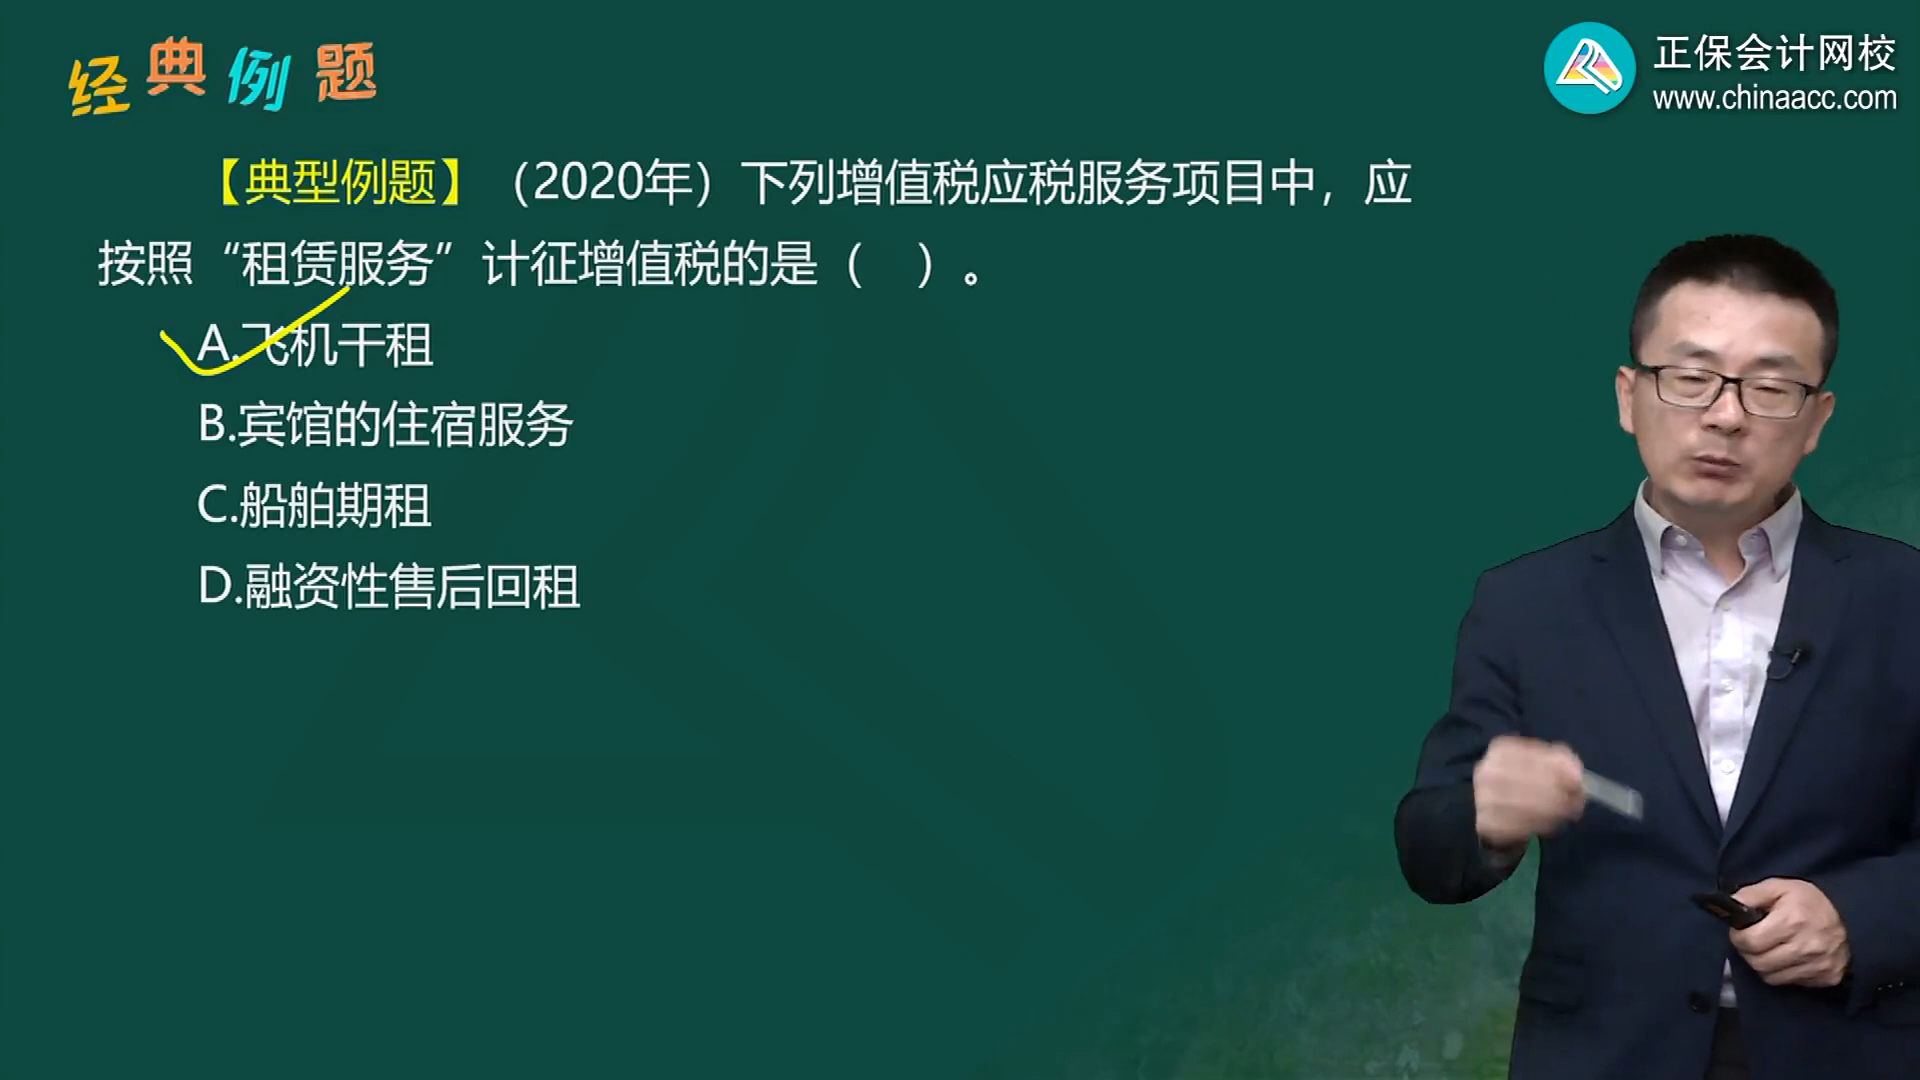 经典例题
正保会计网校
www.chinaacc.com
【典型例题】（2020年）下列增值税应税服务项目中，应
按照“租赁服务”计征增值税的是（　）。
A.飞机干租
B.宾馆的住宿服务
C.船舶期租
D.融资性售后回租